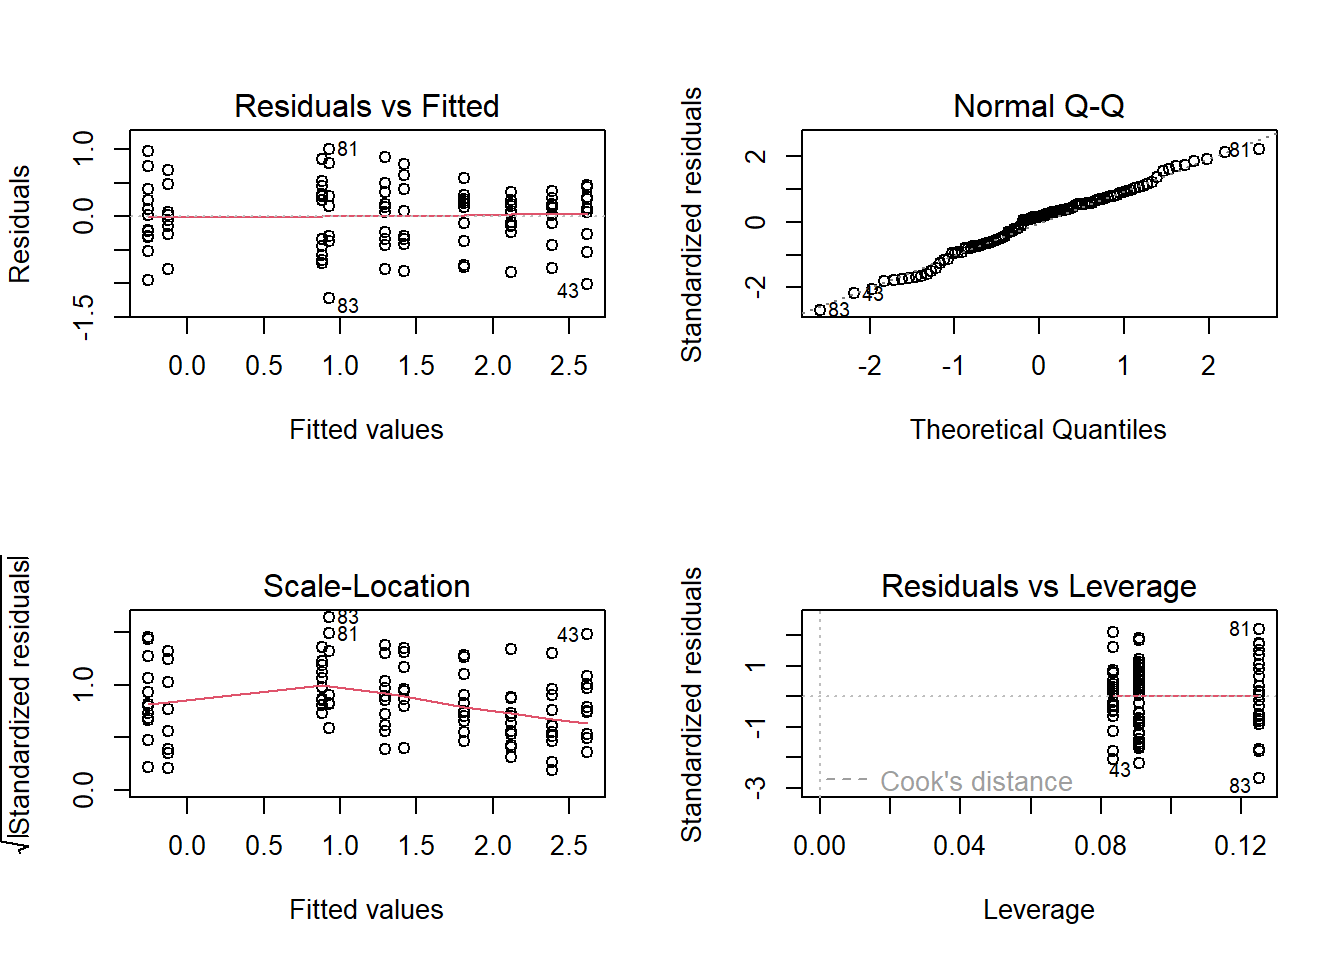 Residuals vs Fitted
Residuals
1.0
0.0
-1.5
81
83
43
0.0 0.5 1.0 1.5 2.0 2.5
Fitted values
Normal Q-Q
Standardized residuals
2
0
-2
81
43
83
-2 -1 0 1 2
Theoretical Quantiles
Scale-Location
√|Standardized residuals|
1.0
0.0
83
81
43
0.0 0.5 1.0 1.5 2.0 2.5
Fitted values
Residuals vs Leverage
Standardized residuals
1
-1
-3
81
43
83
Cook's distance
0.00 0.04 0.08 0.12
Leverage